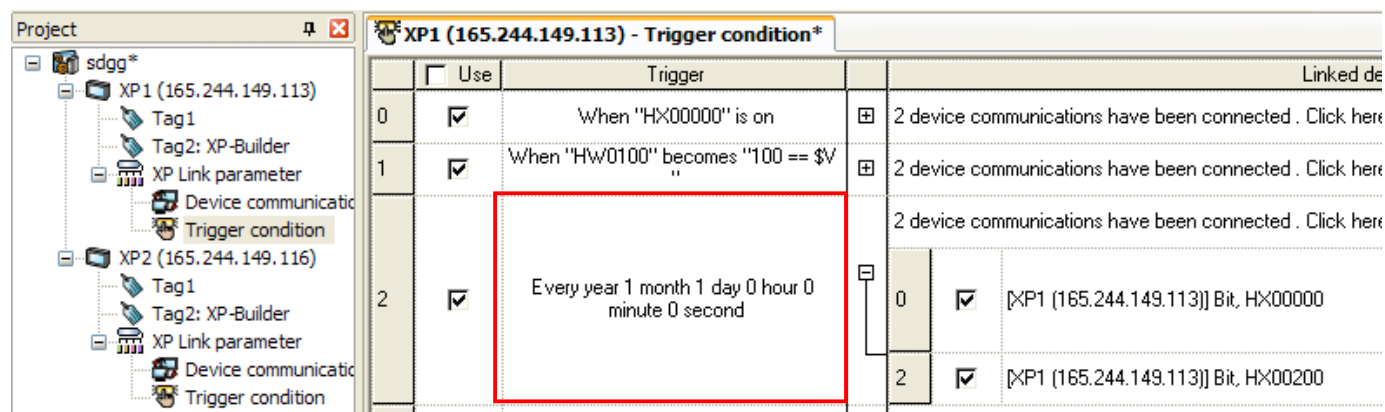 Project
sdgg*
XP1 (165.244.149.113)
Tag1
Tag2: XP-Builder
XP Link parameter
Device communicatic
Trigger condition
XP2 (165.244.149.116)
Tag1
Tag2: XP-Builder
XP Link parameter
Device communicatic
Trigger condition
XP1 (165.244.149.113) - Trigger condition*
Use Trigger Linked de
0 When "HX00000" is on 2 device communications have been connected . Click here
1 When "HW0100" becomes "100 == $V
" 2 device communications have been connected . Click here
2 device communications have been connected . Click here
2 Every year 1 month 1 day 0 hour 0
minute 0 second
0 [XP1 (165.244.149.113)] Bit, HX00000
2 [XP1 (165.244.149.113)] Bit, HX00200